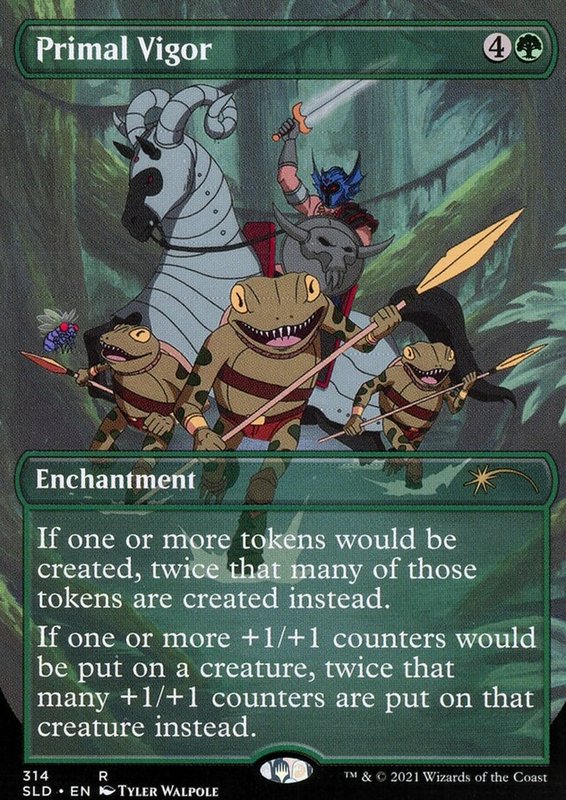 Primal Vigor 4
Enchantment
If one or more tokens would be
created, twice that many of those
tokens are created instead.
If one or more +1/+1 counters would
be put on a creature, twice that
many +1/+1 counters are put on that
creature instead.
314 R
SLD • EN Tyler Walpole
™ & © 2021 Wizards of the Coast